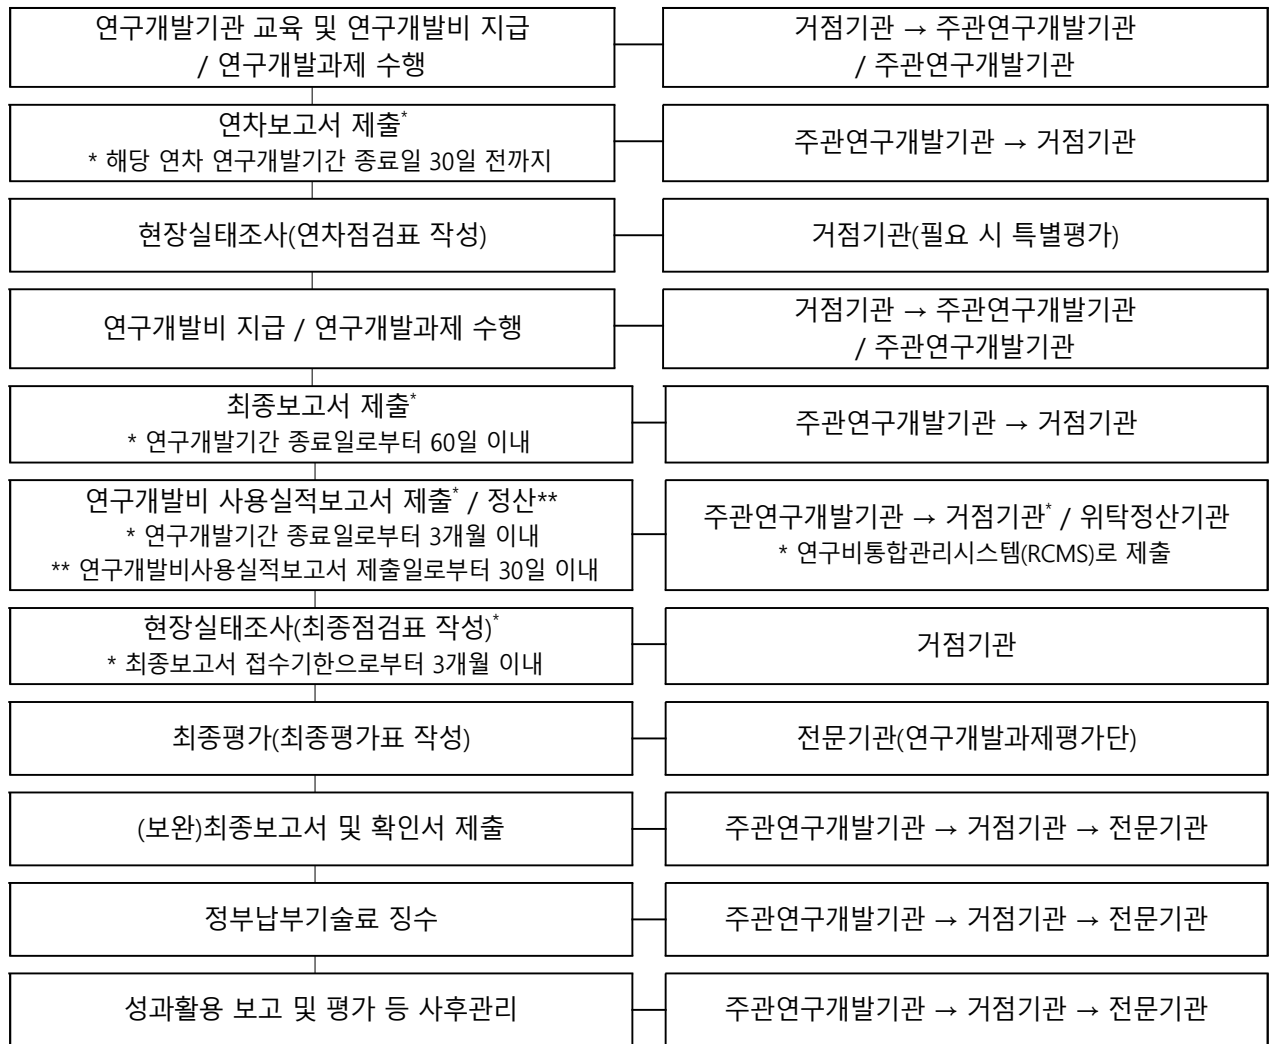 연구개발기관 교육 및 연구개발비 지급
/ 연구개발과제 수행
거점기관 → 주관연구개발기관
/ 주관연구개발기관
연차보고서 제출*
* 해당 연차 연구개발기간 종료일 30일 전까지
주관연구개발기관 → 거점기관
현장실태조사(연차점검표 작성)
거점기관(필요 시 특별평가)
연구개발비 지급 / 연구개발과제 수행
거점기관 → 주관연구개발기관
/ 주관연구개발기관
최종보고서 제출*
* 연구개발기간 종료일로부터 60일 이내
주관연구개발기관 → 거점기관
연구개발비 사용실적보고서 제출* / 정산**
* 연구개발기간 종료일로부터 3개월 이내
** 연구개발비사용실적보고서 제출일로부터 30일 이내
주관연구개발기관 → 거점기관* / 위탁정산기관
* 연구비통합관리시스템(RCMS)로 제출
현장실태조사(최종점검표 작성)*
* 최종보고서 접수기한으로부터 3개월 이내
거점기관
최종평가(최종평가표 작성)
전문기관(연구개발과제평가단)
(보완)최종보고서 및 확인서 제출
주관연구개발기관 → 거점기관 → 전문기관
정부납부기술료 징수
주관연구개발기관 → 거점기관 → 전문기관
성과활용 보고 및 평가 등 사후관리
주관연구개발기관 → 거점기관 → 전문기관